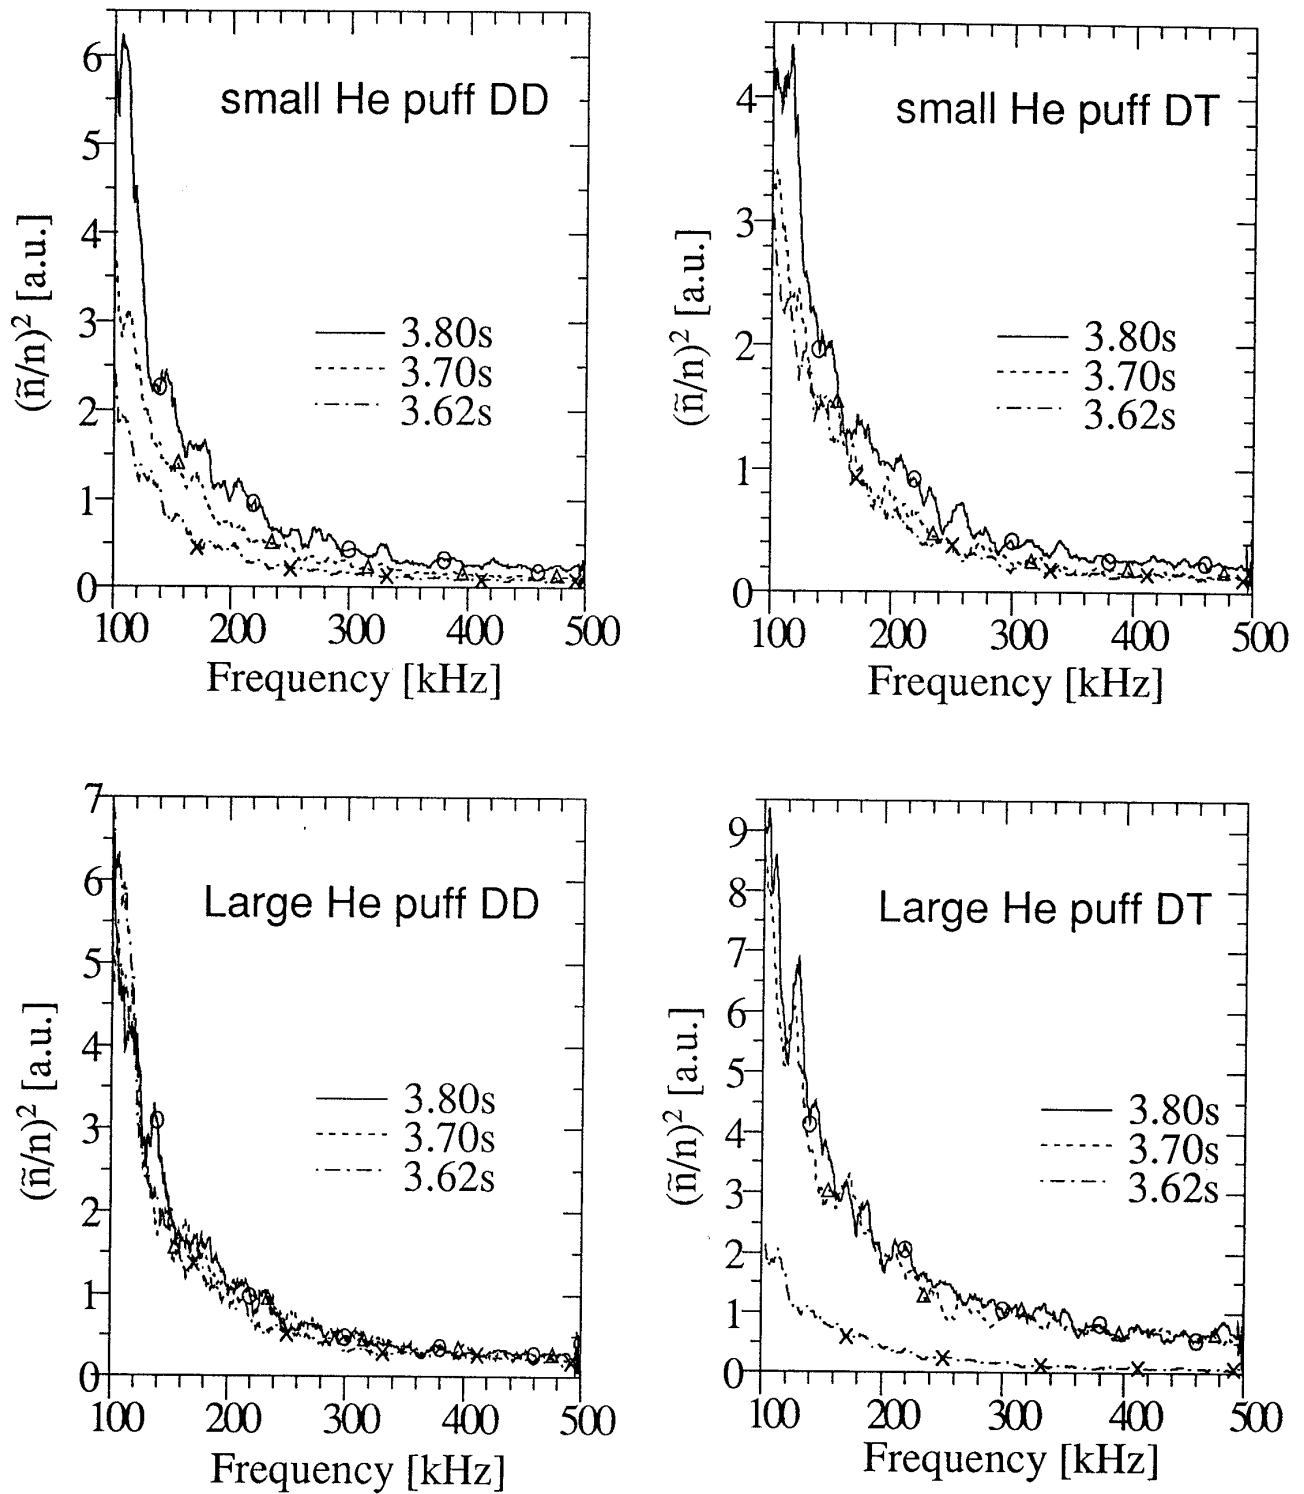 small He puff DD
6
5
4
3
2
1
0
(ñ/n)² [a.u.]
3.80s
3.70s
3.62s
100 200 300 400 500
Frequency [kHz]
small He puff DT
4
3
2
1
0
(ñ/n)² [a.u.]
3.80s
3.70s
3.62s
100 200 300 400 500
Frequency [kHz]
Large He puff DD
7
6
5
4
3
2
1
0
(ñ/n)² [a.u.]
3.80s
3.70s
3.62s
100 200 300 400 500
Frequency [kHz]
Large He puff DT
9
8
7
6
5
4
3
2
1
0
(ñ/n)² [a.u.]
3.80s
3.70s
3.62s
100 200 300 400 500
Frequency [kHz]